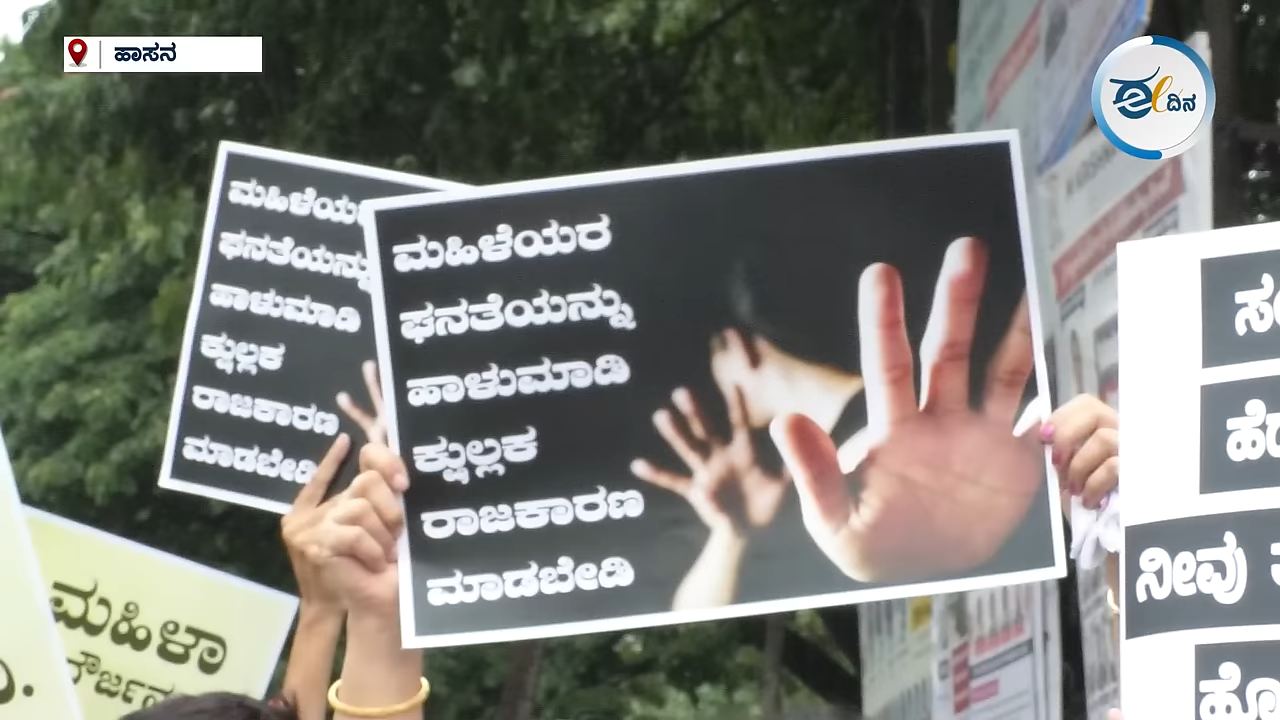 ಹಾಸನ
ಈ ದಿನ
ಘನತೆಯನ್ನು
ಹಾಳುಮಾಡಿ
ಕ್ಷುಲ್ಲಕ
ರಾಜಕಾರಣ
ಮಾಡಬೇಡಿ
ಮಹಿಳೆಯರ
ಘನತೆಯನ್ನು
ಹಾಳುಮಾಡಿ
ಕ್ಷುಲ್ಲಕ
ರಾಜಕಾರಣ
ಮಾಡಬೇಡಿ
ಮಹಿಳಾ
ನೀವು